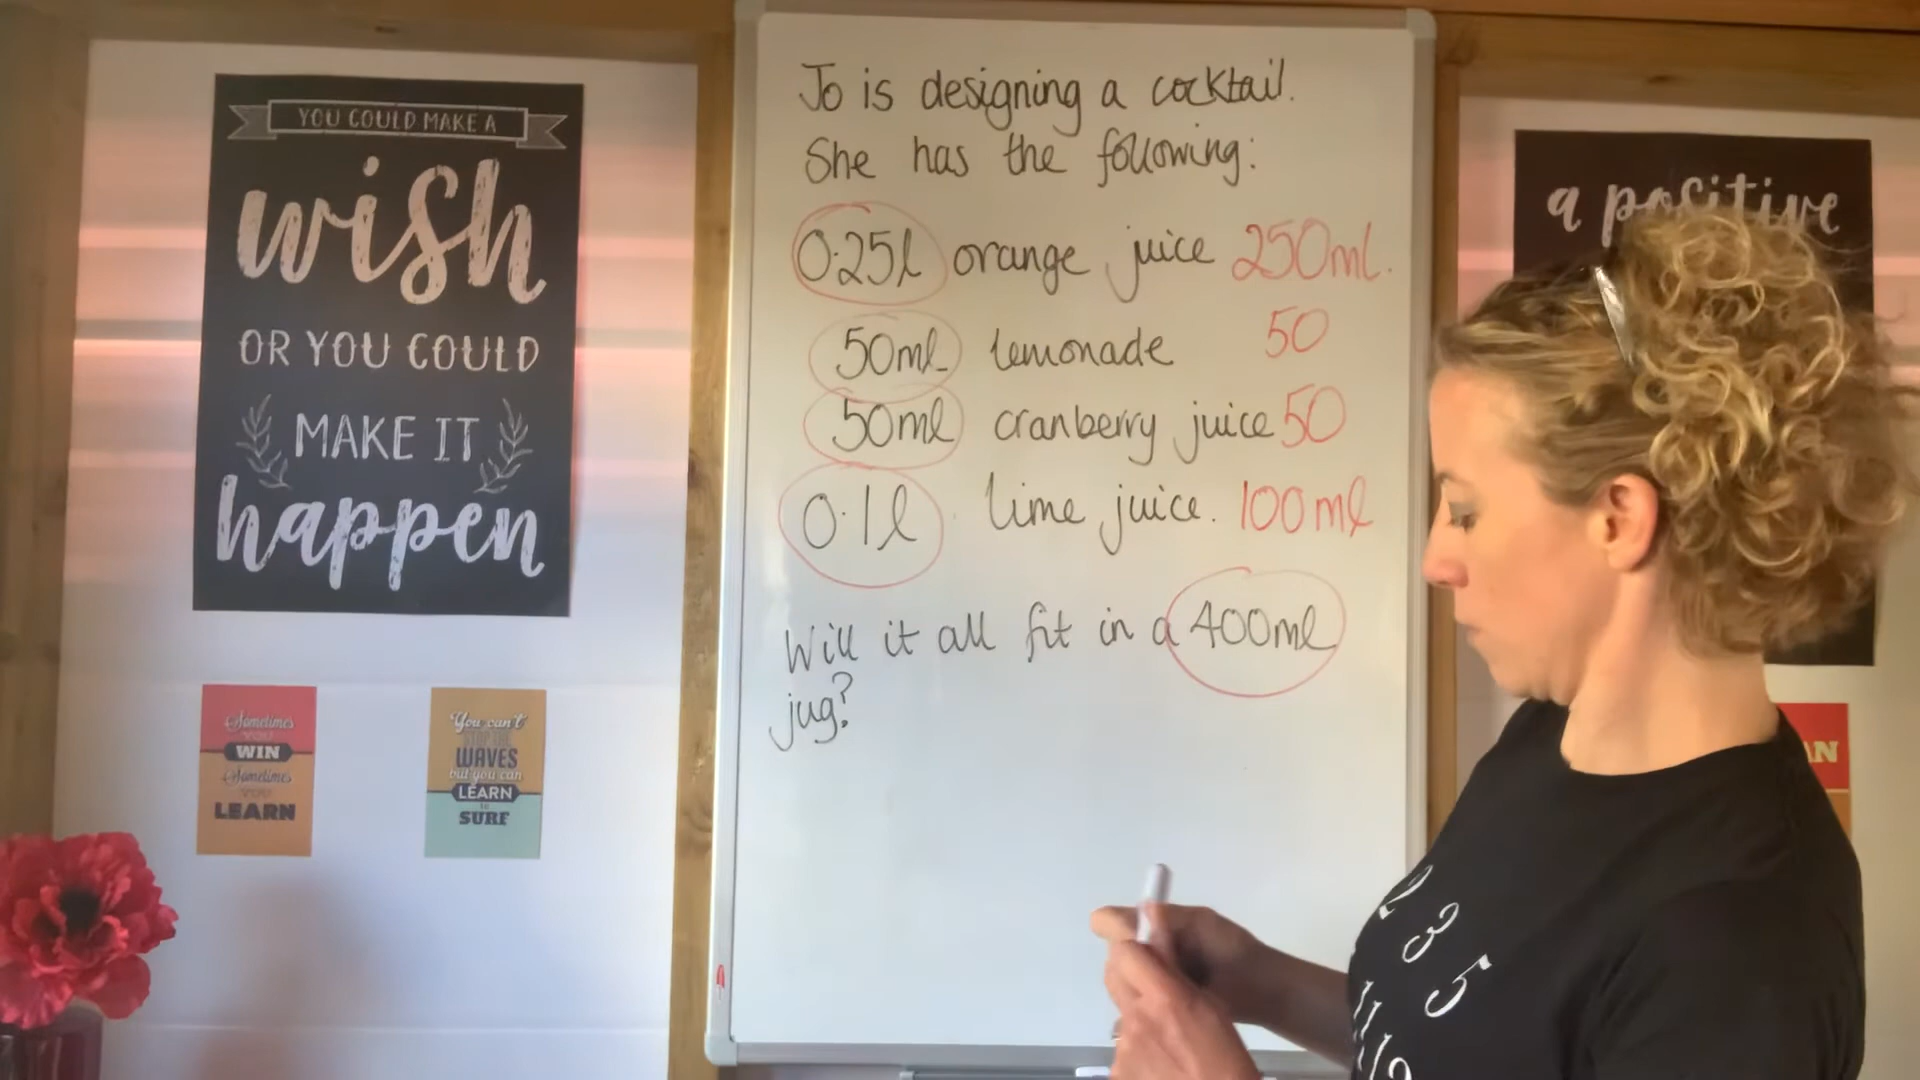 YOU COULD MAKE A
wish
OR YOU COULD
MAKE IT
happen
Sometimes
YOU
WIN
Sometimes
YOU
LEARN
You can't
STOP THE
WAVES
but you can
LEARN
to
SURF
Jo is designing a cocktail.
She has the following:
0.25l orange juice 250ml.
50ml lemonade 50
50ml cranberry juice 50
0.1l lime juice. 100ml
Will it all fit in a 400ml
jug?
a positive
2 3 5